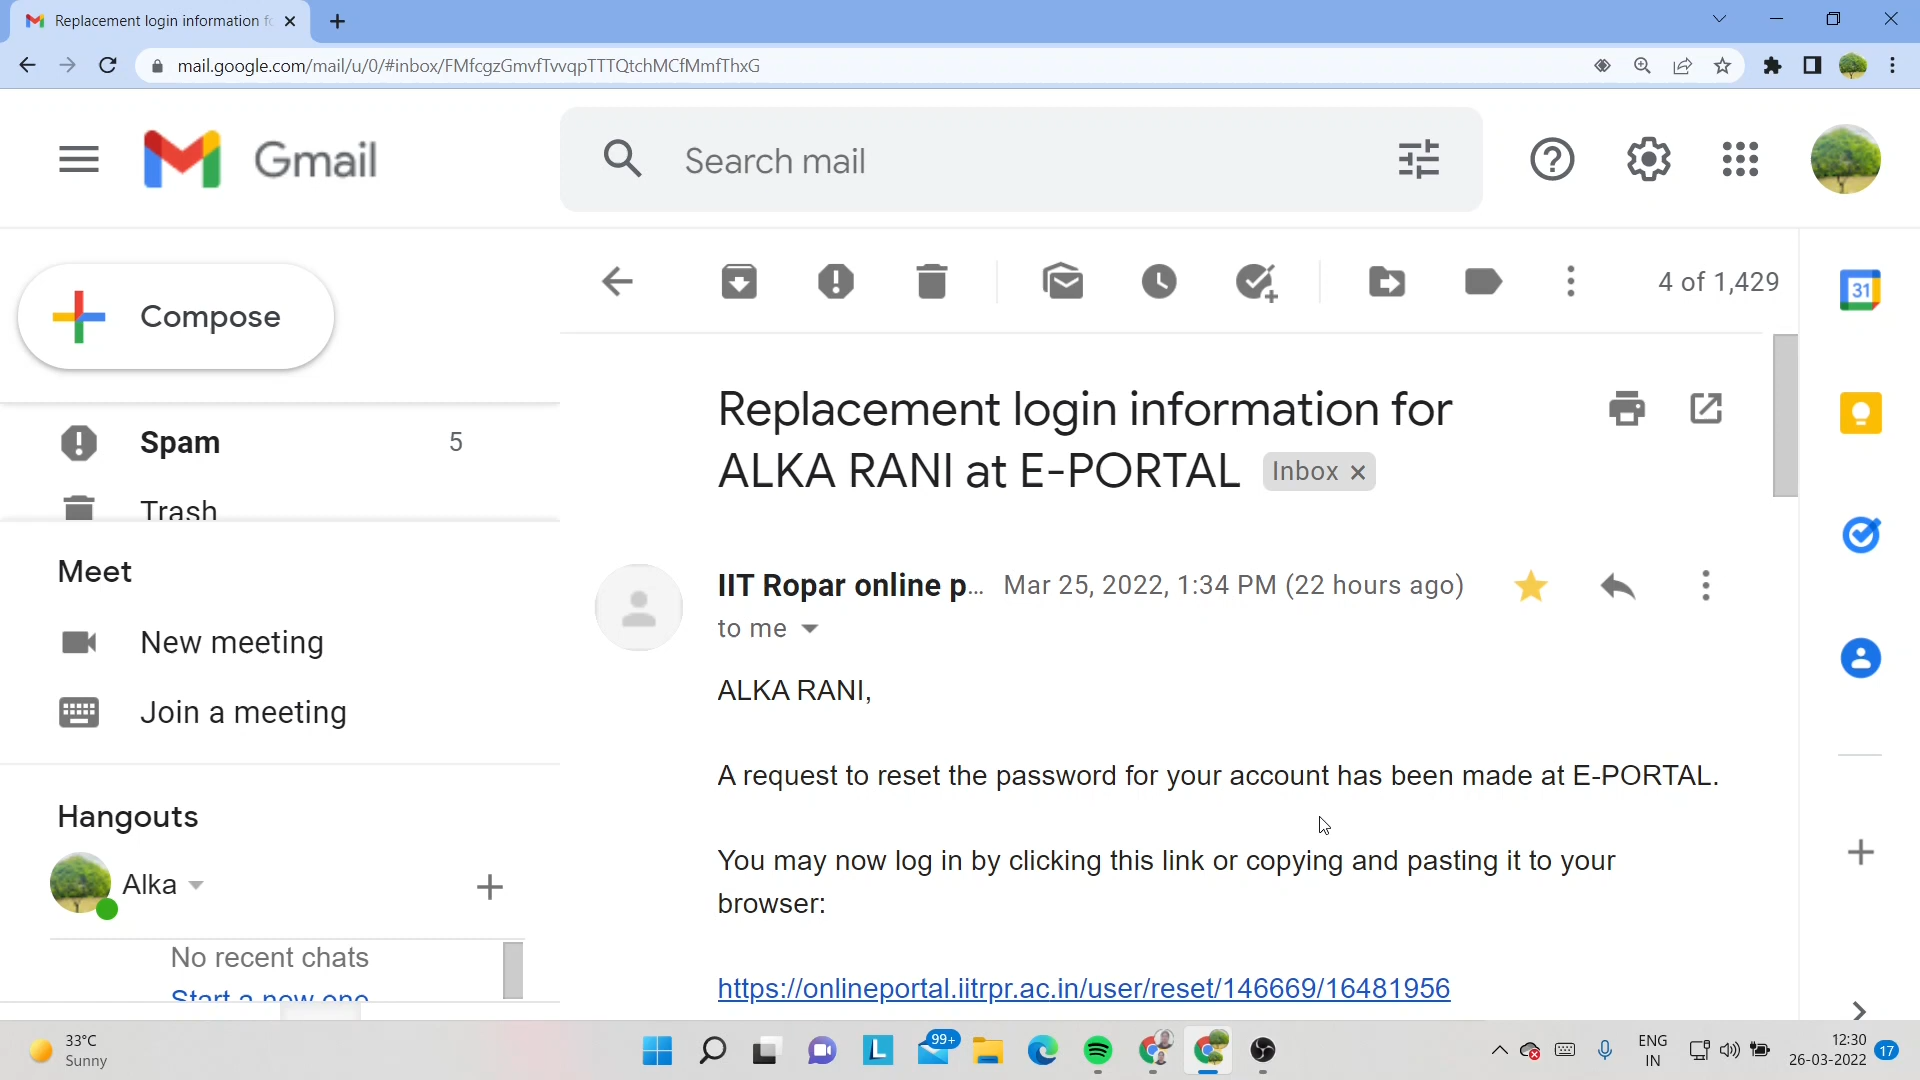 Replacement login information fo
mail.google.com/mail/u/0/#inbox/FMfcgzGmvfTvvqpTTTQtchMCfMmfThxG
Gmail
Search mail
Compose
4 of 1,429
31
Spam 5
Trash
Replacement login information for
ALKA RANI at E-PORTAL Inbox ×
Meet
New meeting
Join a meeting
IIT Ropar online p... Mar 25, 2022, 1:34 PM (22 hours ago)
to me
ALKA RANI,
A request to reset the password for your account has been made at E-PORTAL.
You may now log in by clicking this link or copying and pasting it to your
browser:
https://onlineportal.iitrpr.ac.in/user/reset/146669/16481956
Hangouts
Alka
No recent chats
Start a new one
33°C
Sunny
L
99+
ENG
IN
12:30
26-03-2022
17